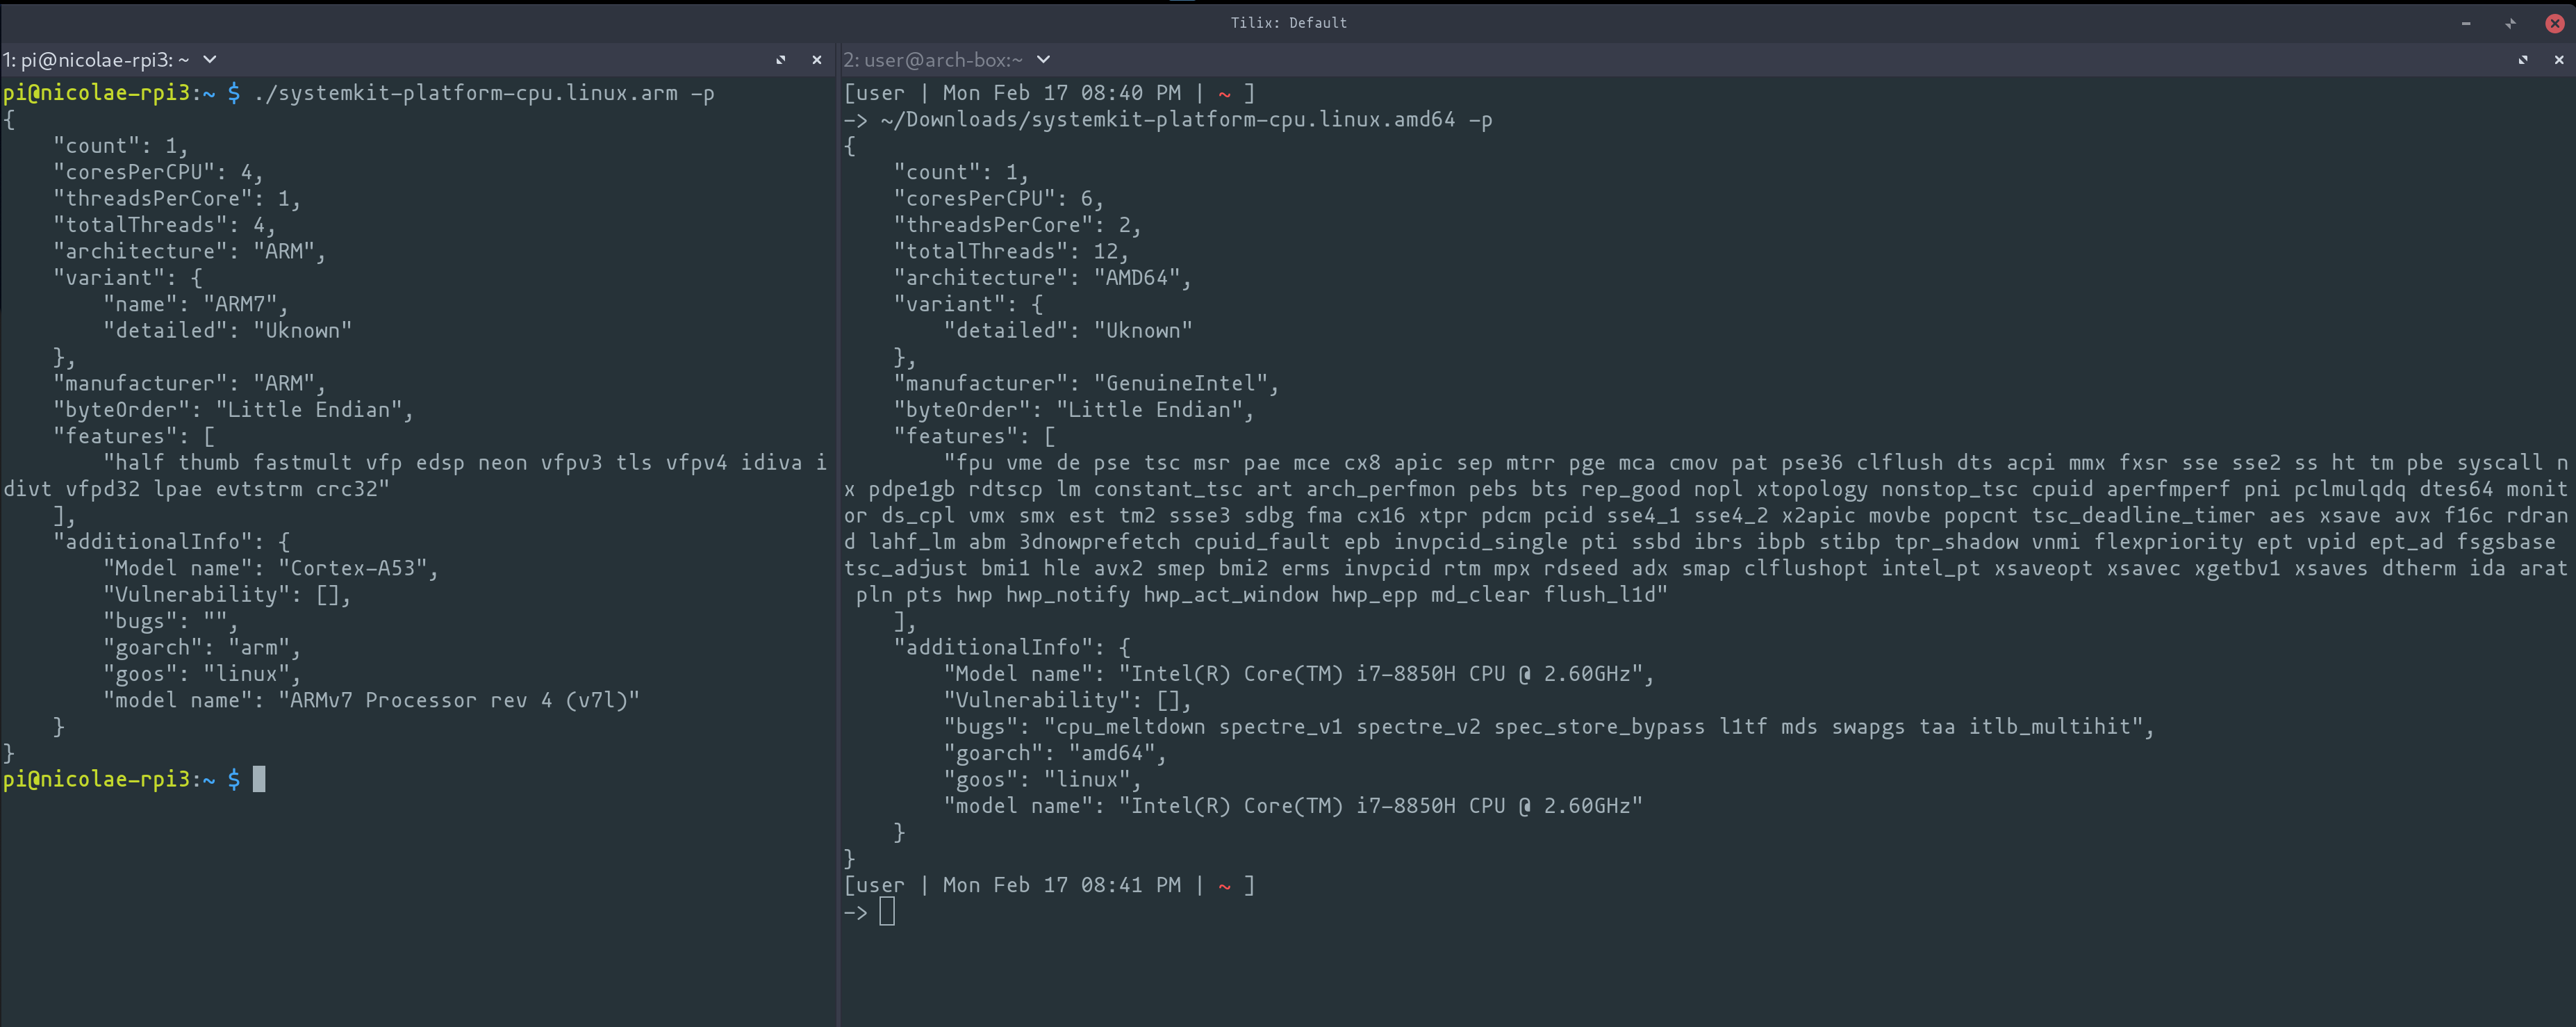 Tilix: Default
1: pi@nicolae-rpi3: ~
pi@nicolae-rpi3:~ $ ./systemkit-platform-cpu.linux.arm -p
{
    "count": 1,
    "coresPerCPU": 4,
    "threadsPerCore": 1,
    "totalThreads": 4,
    "architecture": "ARM",
    "variant": {
        "name": "ARM7",
        "detailed": "Uknown"
    },
    "manufacturer": "ARM",
    "byteOrder": "Little Endian",
    "features": [
        "half thumb fastmult vfp edsp neon vfpv3 tls vfpv4 idiva i
divt vfpd32 lpae evtstrm crc32"
    ],
    "additionalInfo": {
        "Model name": "Cortex-A53",
        "Vulnerability": [],
        "bugs": "",
        "goarch": "arm",
        "goos": "linux",
        "model name": "ARMv7 Processor rev 4 (v7l)"
    }
}
pi@nicolae-rpi3:~ $
2: user@arch-box:~
[user | Mon Feb 17 08:40 PM | ~ ]
-> ~/Downloads/systemkit-platform-cpu.linux.amd64 -p
{
    "count": 1,
    "coresPerCPU": 6,
    "threadsPerCore": 2,
    "totalThreads": 12,
    "architecture": "AMD64",
    "variant": {
        "detailed": "Uknown"
    },
    "manufacturer": "GenuineIntel",
    "byteOrder": "Little Endian",
    "features": [
        "fpu vme de pse tsc msr pae mce cx8 apic sep mtrr pge mca cmov pat pse36 clflush dts acpi mmx fxsr sse sse2 ss ht tm pbe syscall n
x pdpe1gb rdtscp lm constant_tsc art arch_perfmon pebs bts rep_good nopl xtopology nonstop_tsc cpuid aperfmperf pni pclmulqdq dtes64 monit
or ds_cpl vmx smx est tm2 ssse3 sdbg fma cx16 xtpr pdcm pcid sse4_1 sse4_2 x2apic movbe popcnt tsc_deadline_timer aes xsave avx f16c rdran
d lahf_lm abm 3dnowprefetch cpuid_fault epb invpcid_single pti ssbd ibrs ibpb stibp tpr_shadow vnmi flexpriority ept vpid ept_ad fsgsbase
tsc_adjust bmi1 hle avx2 smep bmi2 erms invpcid rtm mpx rdseed adx smap clflushopt intel_pt xsaveopt xsavec xgetbv1 xsaves dtherm ida arat
 pln pts hwp hwp_notify hwp_act_window hwp_epp md_clear flush_l1d"
    ],
    "additionalInfo": {
        "Model name": "Intel(R) Core(TM) i7-8850H CPU @ 2.60GHz",
        "Vulnerability": [],
        "bugs": "cpu_meltdown spectre_v1 spectre_v2 spec_store_bypass l1tf mds swapgs taa itlb_multihit",
        "goarch": "amd64",
        "goos": "linux",
        "model name": "Intel(R) Core(TM) i7-8850H CPU @ 2.60GHz"
    }
}
[user | Mon Feb 17 08:41 PM | ~ ]
->